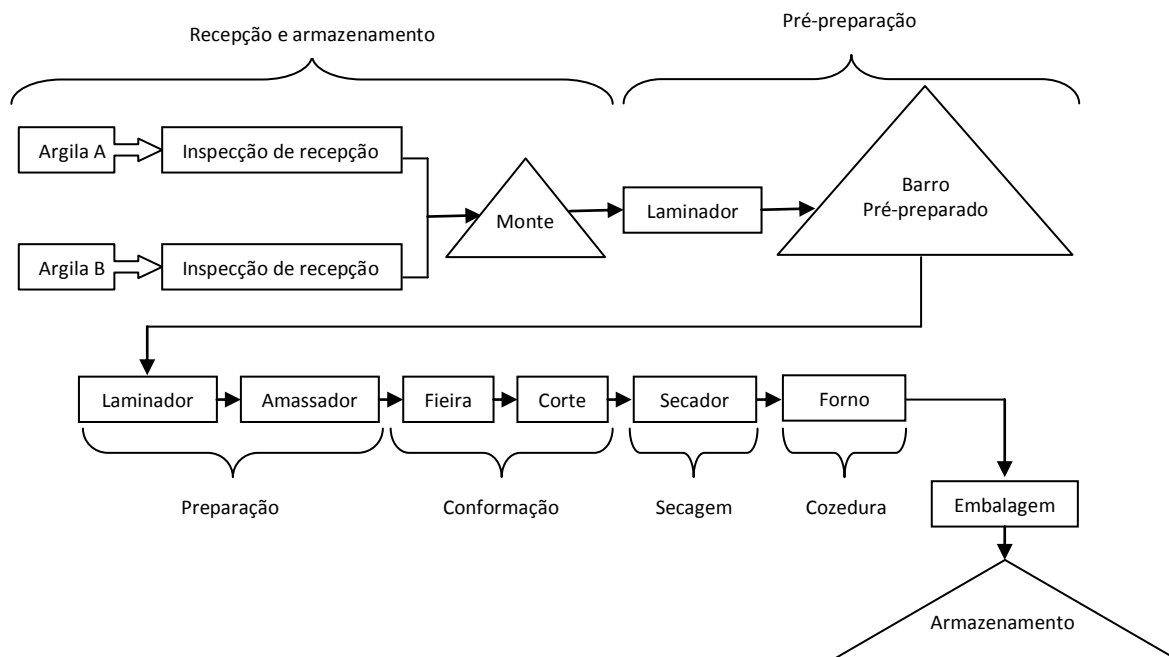 Recepção e armazenamento
Pré-preparação
Argila A
Inspecção de recepção
Argila B
Inspecção de recepção
Monte
Laminador
Barro
Pré-preparado
Laminador
Amassador
Fieira
Corte
Secador
Forno
Preparação
Conformação
Secagem
Cozedura
Embalagem
Armazenamento